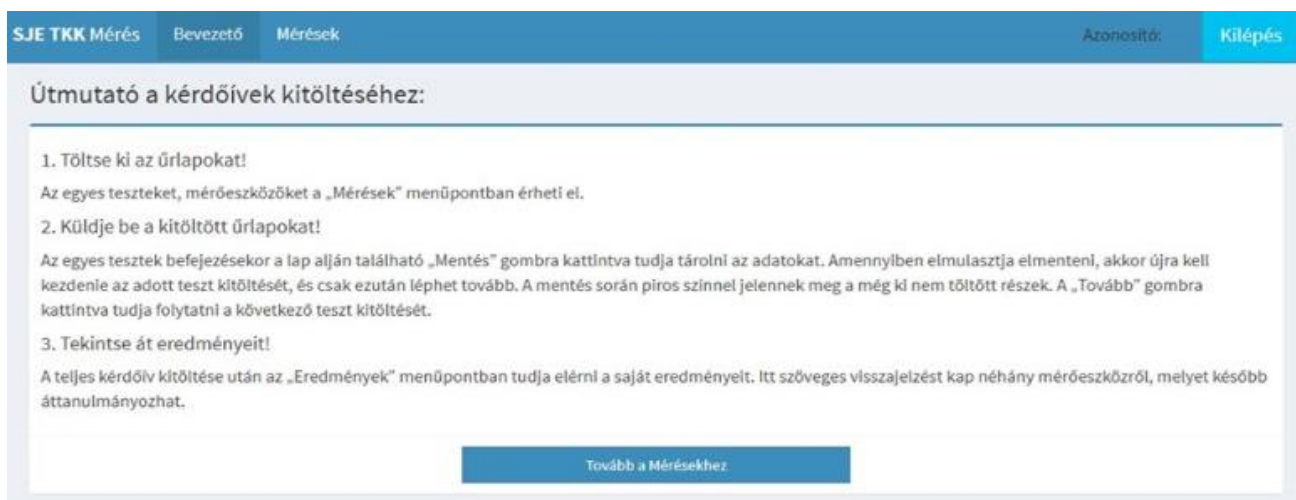 SJE TKK Mérés Bevezető Mérések Azonosító: Kilépés
Útmutató a kérdőívek kitöltéséhez:
1. Töltse ki az űrlapokat!
Az egyes teszteket, mérőeszközöket a „Mérések” menüpontban érheti el.
2. Küldje be a kitöltött űrlapokat!
Az egyes tesztek befejezésekor a lap alján található „Mentés” gombra kattintva tudja tárolni az adatokat. Amennyiben elmulasztja elmenteni, akkor újra kell
kezdenie az adott teszt kitöltését, és csak ezután léphet tovább. A mentés során piros színnel jelennek meg a még ki nem töltött részek. A „Tovább” gombra
kattintva tudja folytatni a következő teszt kitöltését.
3. Tekintse át eredményeit!
A teljes kérdőív kitöltése után az „Eredmények” menüpontban tudja elérni a saját eredményeit. Itt szöveges visszajelzést kap néhány mérőeszközről, melyet később
áttanulmányozhat.
Tovább a Mérésekhez